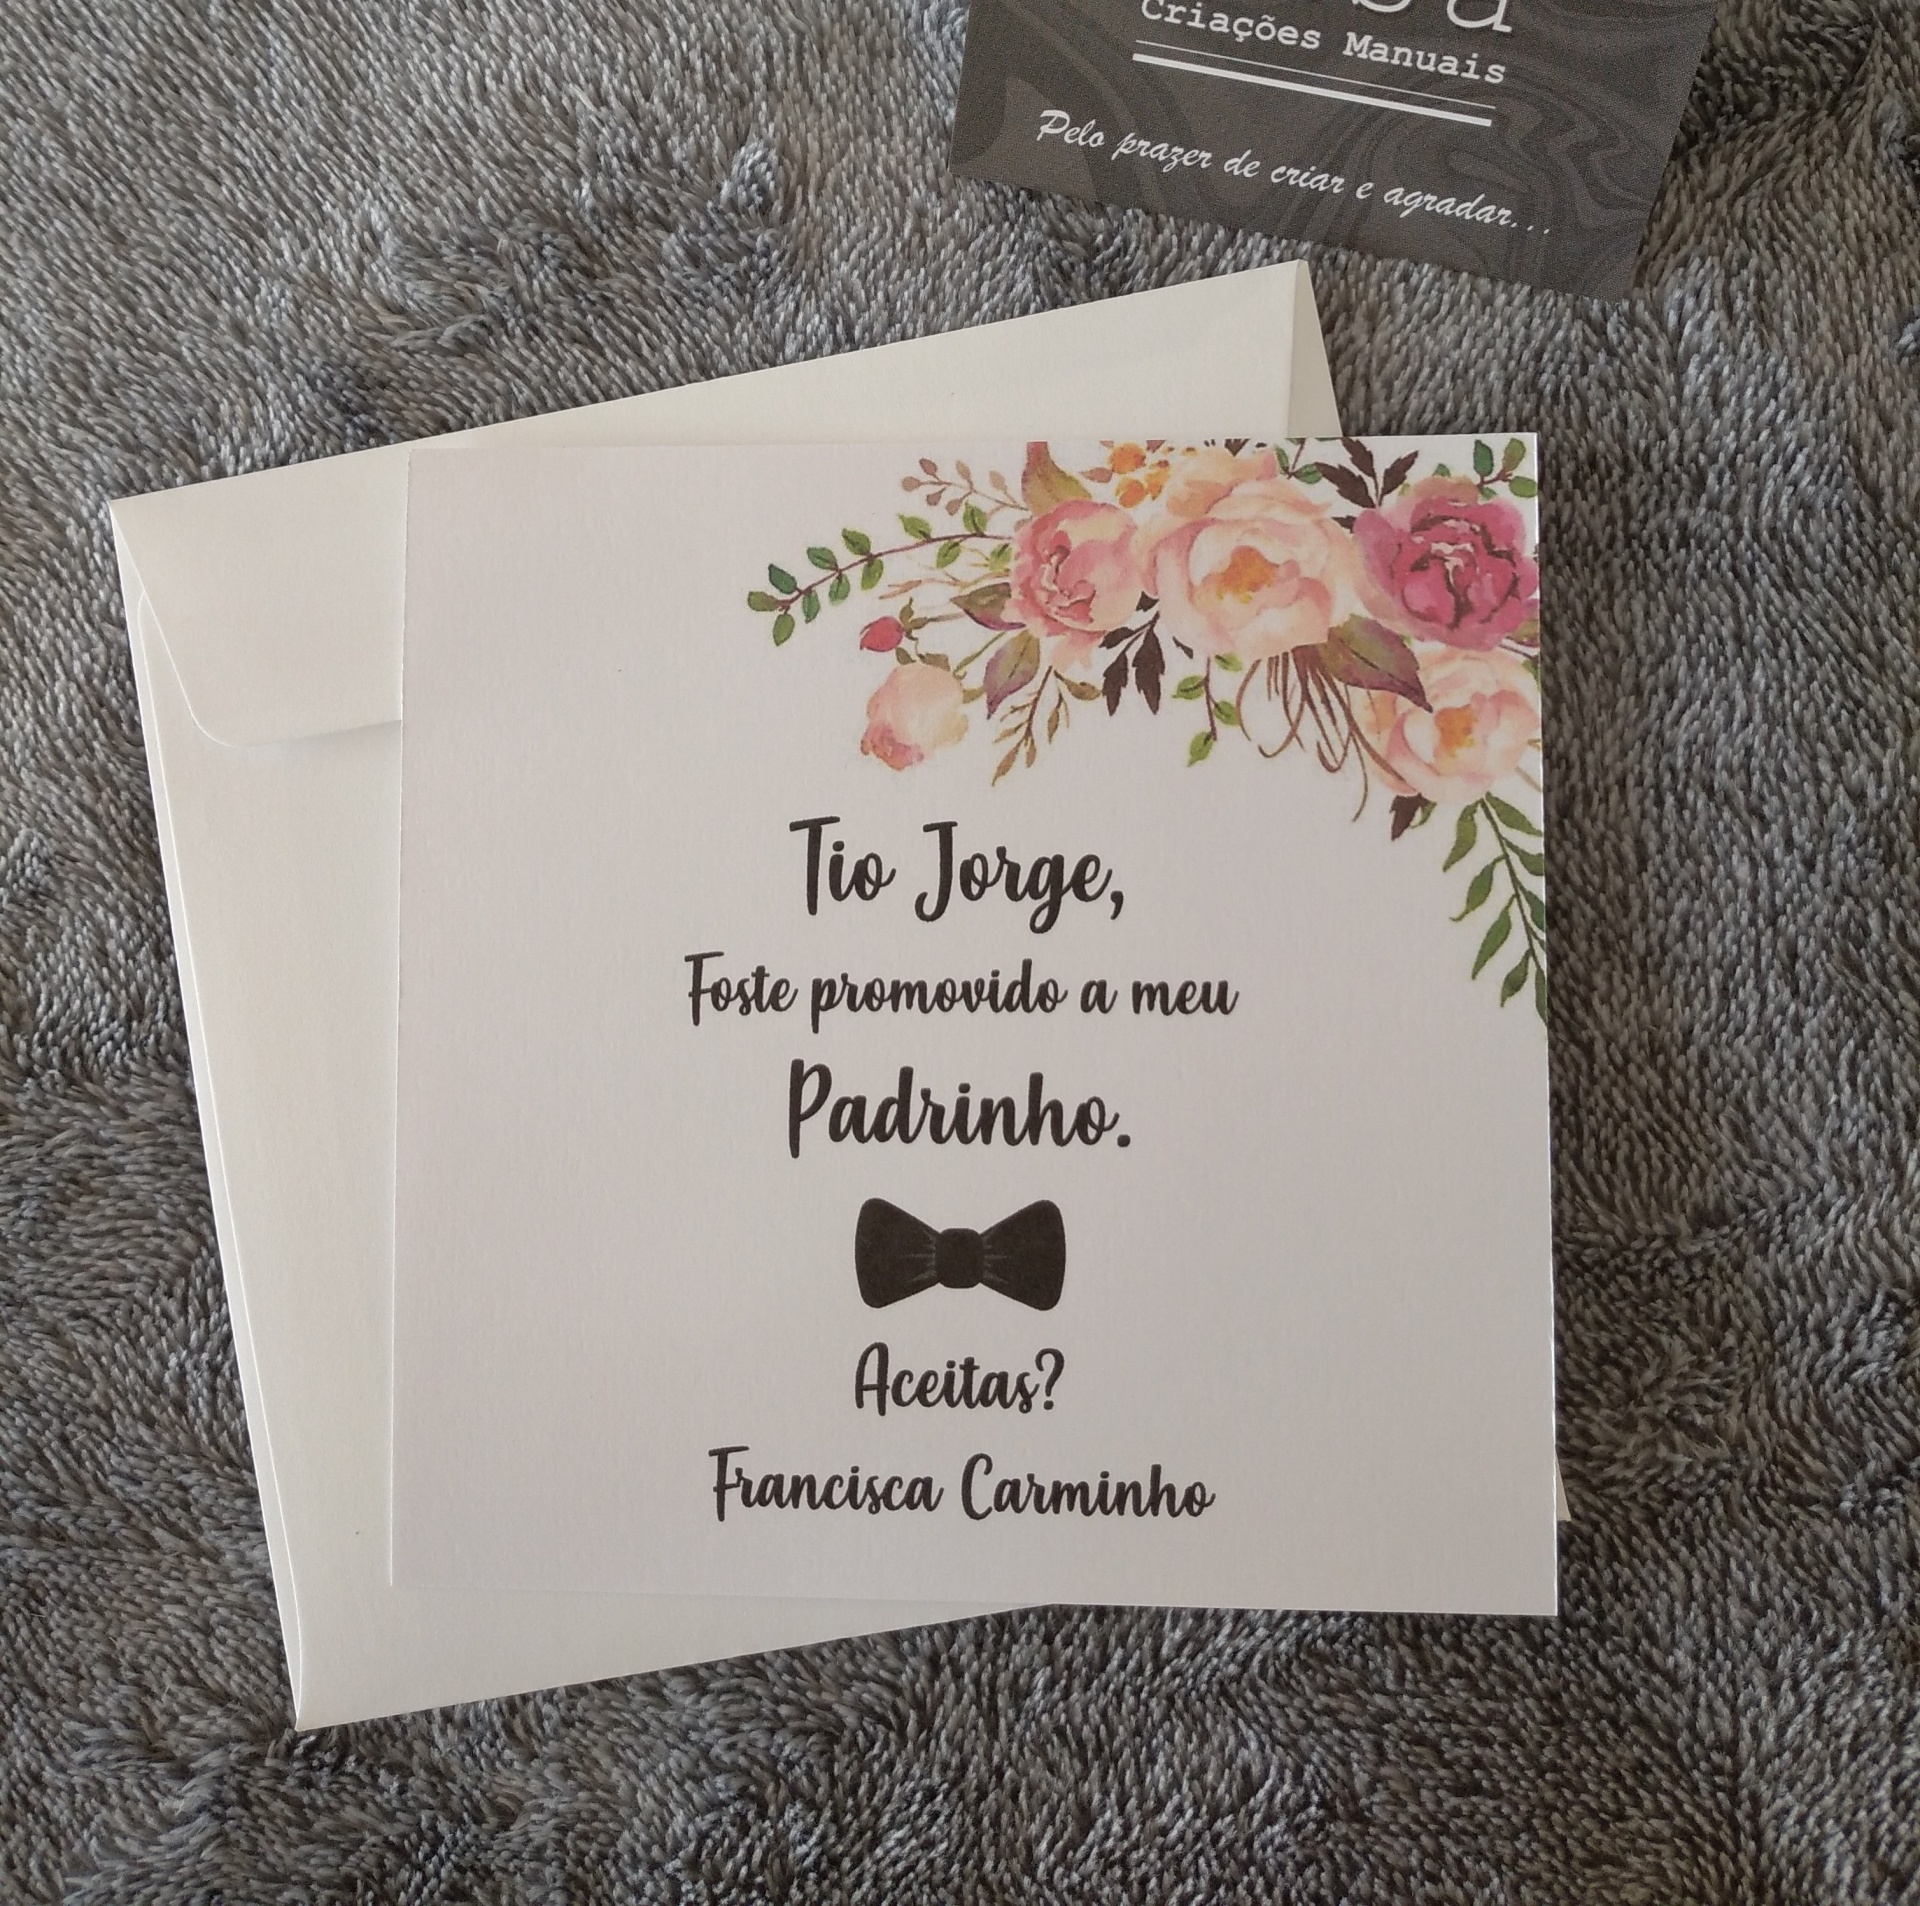 Criações Manuais
Pelo prazer de criar e agradar...
Tio Jorge,
Foste promovido a meu
Padrinho.
Aceitas?
Francisca Carminho